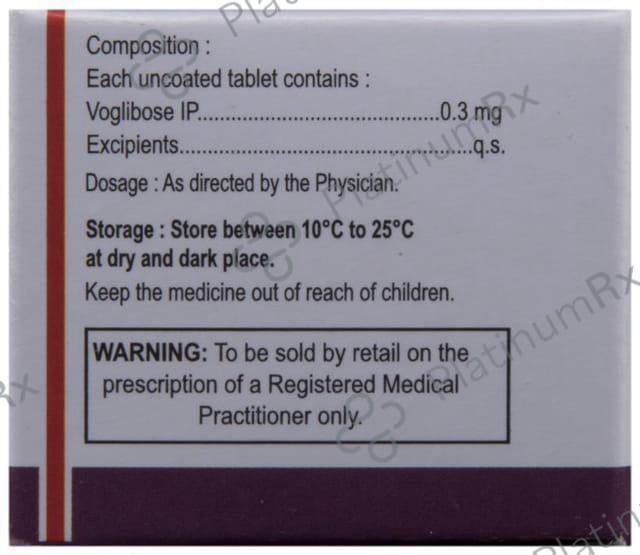 Composition :
Each uncoated tablet contains :
Voglibose IP.........................................0.3 mg
Excipients.................................................q.s.
Dosage : As directed by the Physician.
Storage : Store between 10°C to 25°C
at dry and dark place.
Keep the medicine out of reach of children.
WARNING: To be sold by retail on the
prescription of a Registered Medical
Practitioner only.
PlatinumRx
PlatinumRx